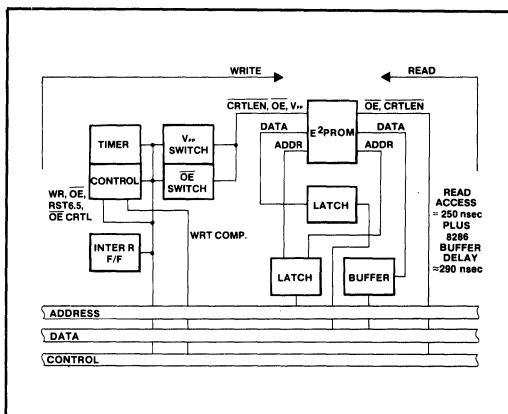 WRITE
READ
CRTLEN, OE, VPP
OE, CRTLEN
TIMER
VPP
SWITCH
DATA
E²PROM
DATA
ADDR
ADDR
CONTROL
OE
SWITCH
WR, OE,
RST6.5,
OE CRTL
LATCH
WRT COMP.
READ
ACCESS
= 250 nsec
PLUS
8286
BUFFER
DELAY
≈290 nsec
INTER R
F/F
LATCH
BUFFER
ADDRESS
DATA
CONTROL